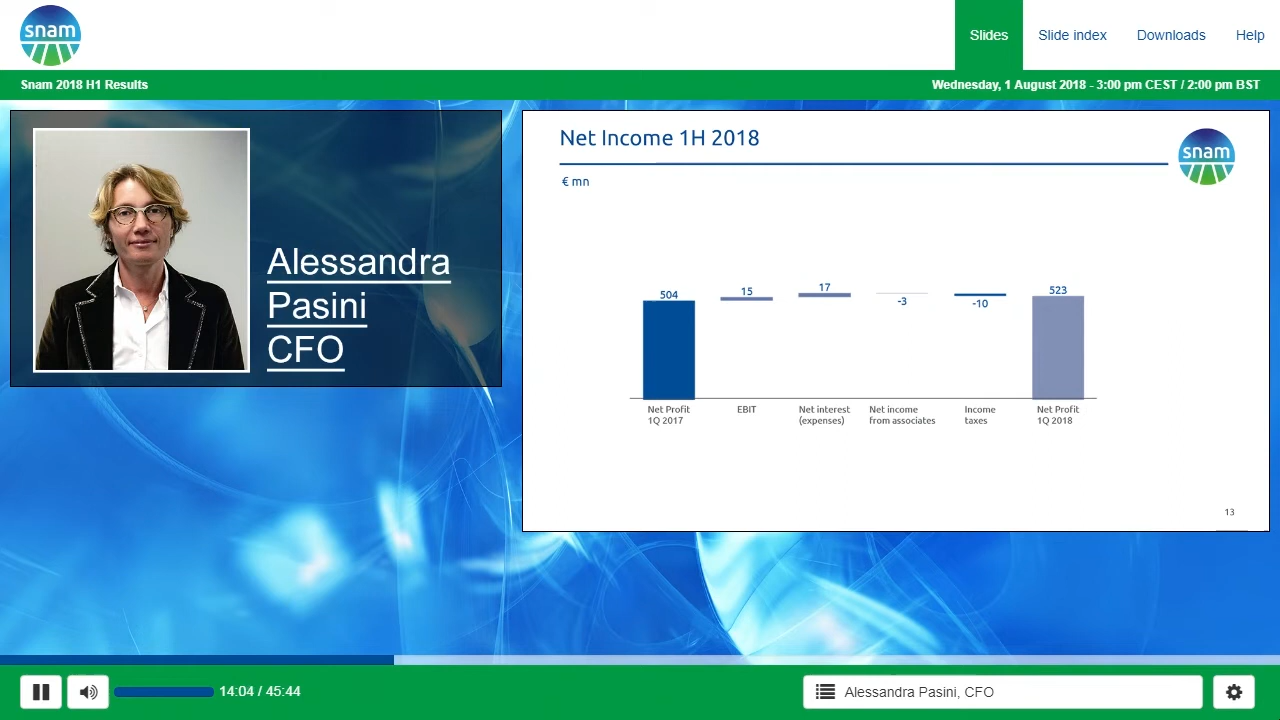 snam
Slides
Slide index
Downloads
Help
Snam 2018 H1 Results
Wednesday, 1 August 2018 - 3:00 pm CEST / 2:00 pm BST
Alessandra
Pasini
CFO
Net Income 1H 2018
snam
€ mn
504
15
17
-3
-10
523
Net Profit
1Q 2017
EBIT
Net interest
(expenses)
Net income
from associates
Income
taxes
Net Profit
1Q 2018
13
14:04 / 45:44
Alessandra Pasini, CFO